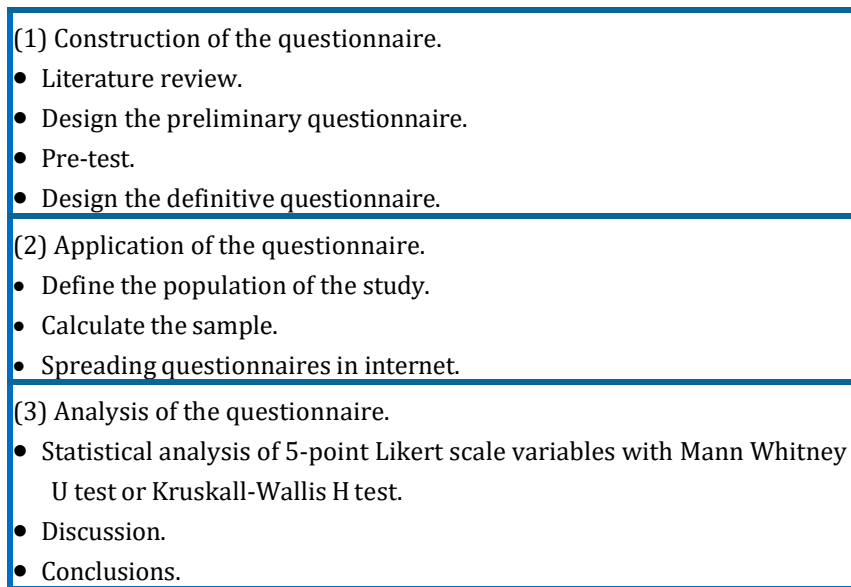 (1) Construction of the questionnaire.
• Literature review.
• Design the preliminary questionnaire.
• Pre-test.
• Design the definitive questionnaire.
(2) Application of the questionnaire.
• Define the population of the study.
• Calculate the sample.
• Spreading questionnaires in internet.
(3) Analysis of the questionnaire.
• Statistical analysis of 5-point Likert scale variables with Mann Whitney
U test or Kruskall-Wallis H test.
• Discussion.
• Conclusions.